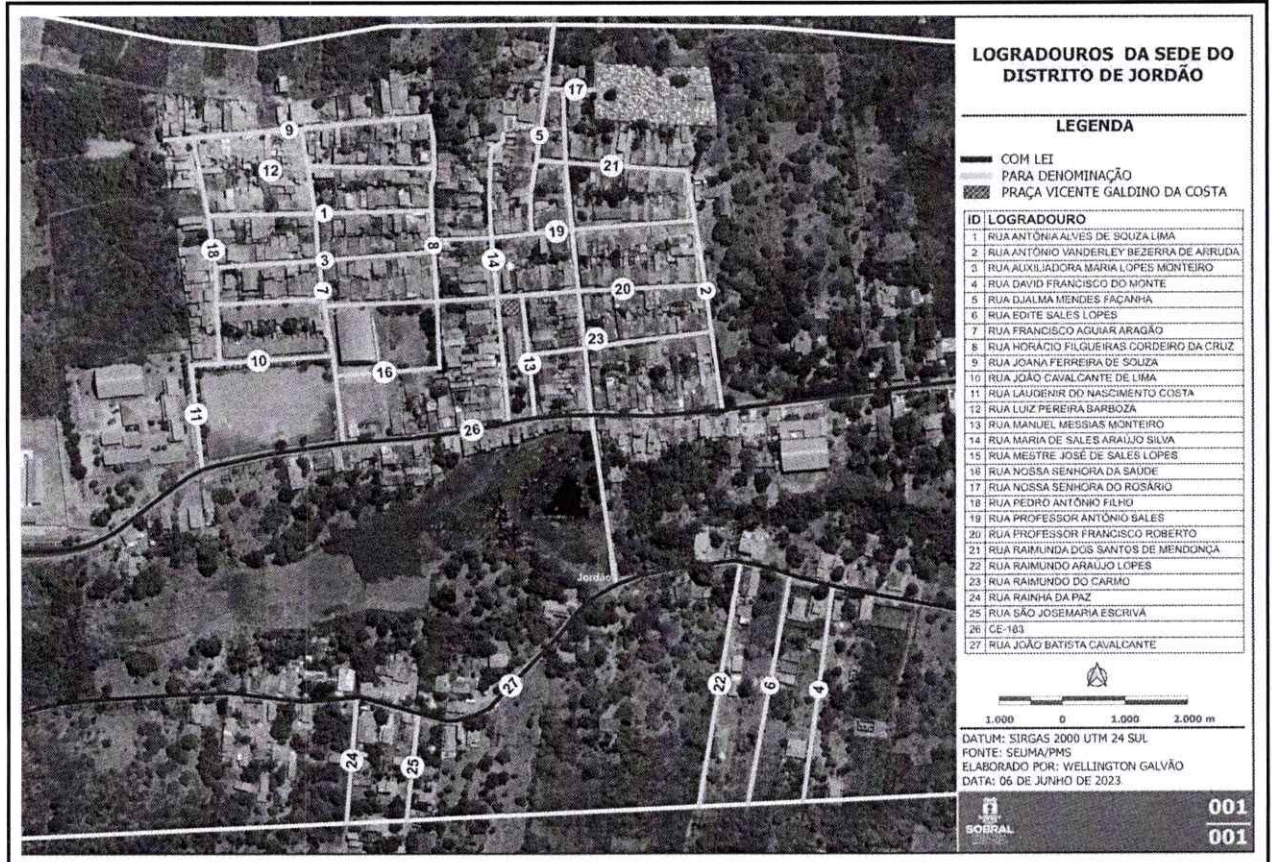 LOGRADOUROS DA SEDE DO
DISTRITO DE JORDÃO
LEGENDA
COM LEI
PARA DENOMINAÇÃO
PRAÇA VICENTE GALDINO DA COSTA
ID LOGRADOURO
1 RUA ANTÔNIA ALVES DE SOUZA LIMA
2 RUA ANTÔNIO VANDERLEY BEZERRA DE ARRUDA
3 RUA AUXILIADORA MARIA LOPES MONTEIRO
4 RUA DAVID FRANCISCO DO MONTE
5 RUA DJALMA MENDES FAÇANHA
6 RUA EDITE SALES LOPES
7 RUA FRANCISCO AGUIAR ARAGÃO
8 RUA HORÁCIO FILGUEIRAS CORDEIRO DA CRUZ
9 RUA JOANA FERREIRA DE SOUZA
10 RUA JOÃO CAVALCANTE DE LIMA
11 RUA LAUDENIR DO NASCIMENTO COSTA
12 RUA LUIZ PEREIRA BARBOZA
13 RUA MANUEL MESSIAS MONTEIRO
14 RUA MARIA DE SALES ARAÚJO SILVA
15 RUA MESTRE JOSÉ DE SALES LOPES
16 RUA NOSSA SENHORA DA SAÚDE
17 RUA NOSSA SENHORA DO ROSÁRIO
18 RUA PEDRO ANTÔNIO FILHO
19 RUA PROFESSOR ANTÔNIO SALES
20 RUA PROFESSOR FRANCISCO ROBERTO
21 RUA RAIMUNDA DOS SANTOS DE MENDONÇA
22 RUA RAIMUNDO ARAÚJO LOPES
23 RUA RAIMUNDO DO CARMO
24 RUA RAINHA DA PAZ
25 RUA SÃO JOSEMARIA ESCRIVÁ
26 CE-183
27 RUA JOÃO BATISTA CAVALCANTE
1.000 0 1.000 2.000 m
DATUM: SIRGAS 2000 UTM 24 SUL
FONTE: SEUMA/PMS
ELABORADO POR: WELLINGTON GALVÃO
DATA: 06 DE JUNHO DE 2023
SOBRAL
001
001
17
9
5
12
21
1
19
8
18
3
14
7
20
2
23
10
16
13
11
26
Jordão
27
22
6
4
24
25